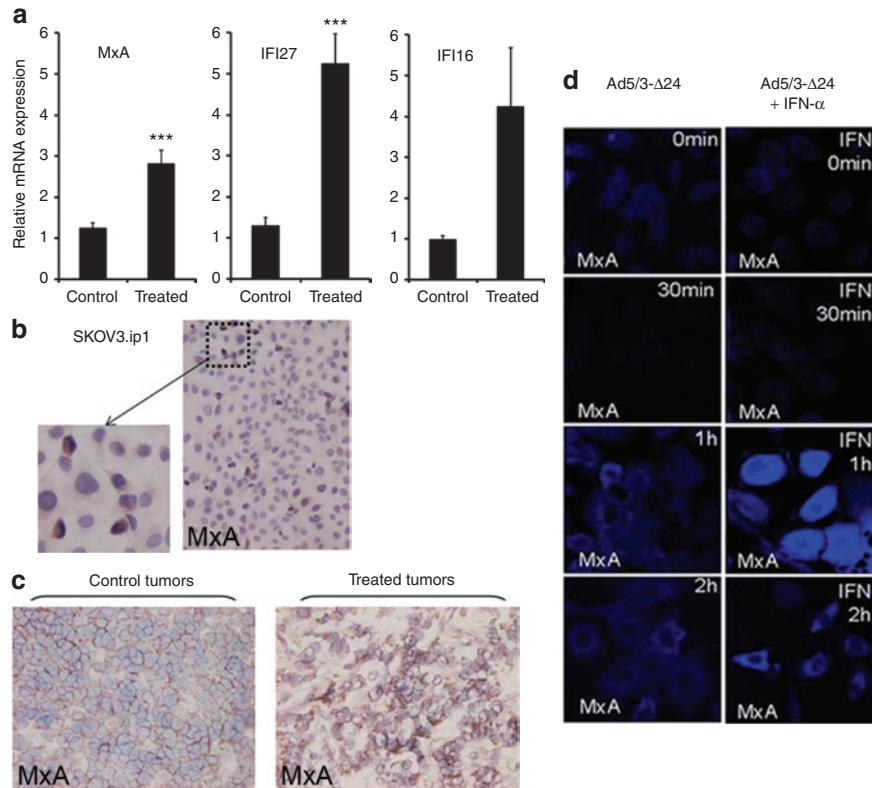 a
Relative mRNA expression
6
5
4
3
2
1
0
MxA
***
Control Treated
6
5
4
3
2
1
0
IFI27
***
Control Treated
6
5
4
3
2
1
0
IFI16
Control Treated
b
SKOV3.ip1
MxA
c
Control tumors
Treated tumors
MxA
MxA
d
Ad5/3-Δ24
Ad5/3-Δ24
+ IFN-α
0min
MxA
IFN
0min
MxA
30min
MxA
IFN
30min
MxA
1h
MxA
IFN
1h
MxA
2h
MxA
IFN
2h
MxA